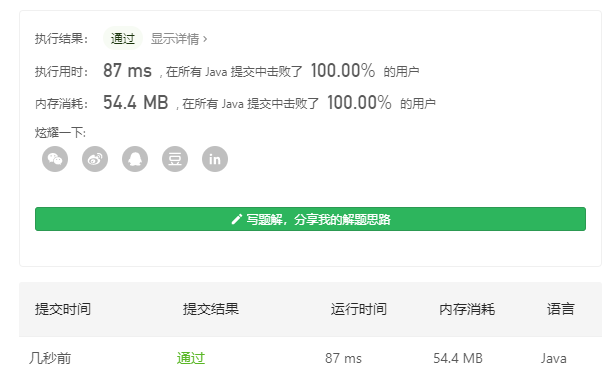 执行结果： 通过 显示详情 ›
执行用时： 87 ms , 在所有 Java 提交中击败了 100.00% 的用户
内存消耗： 54.4 MB , 在所有 Java 提交中击败了 100.00% 的用户
炫耀一下:
豆 in
写题解，分享我的解题思路
提交时间 提交结果 运行时间 内存消耗 语言
几秒前 通过 87 ms 54.4 MB Java